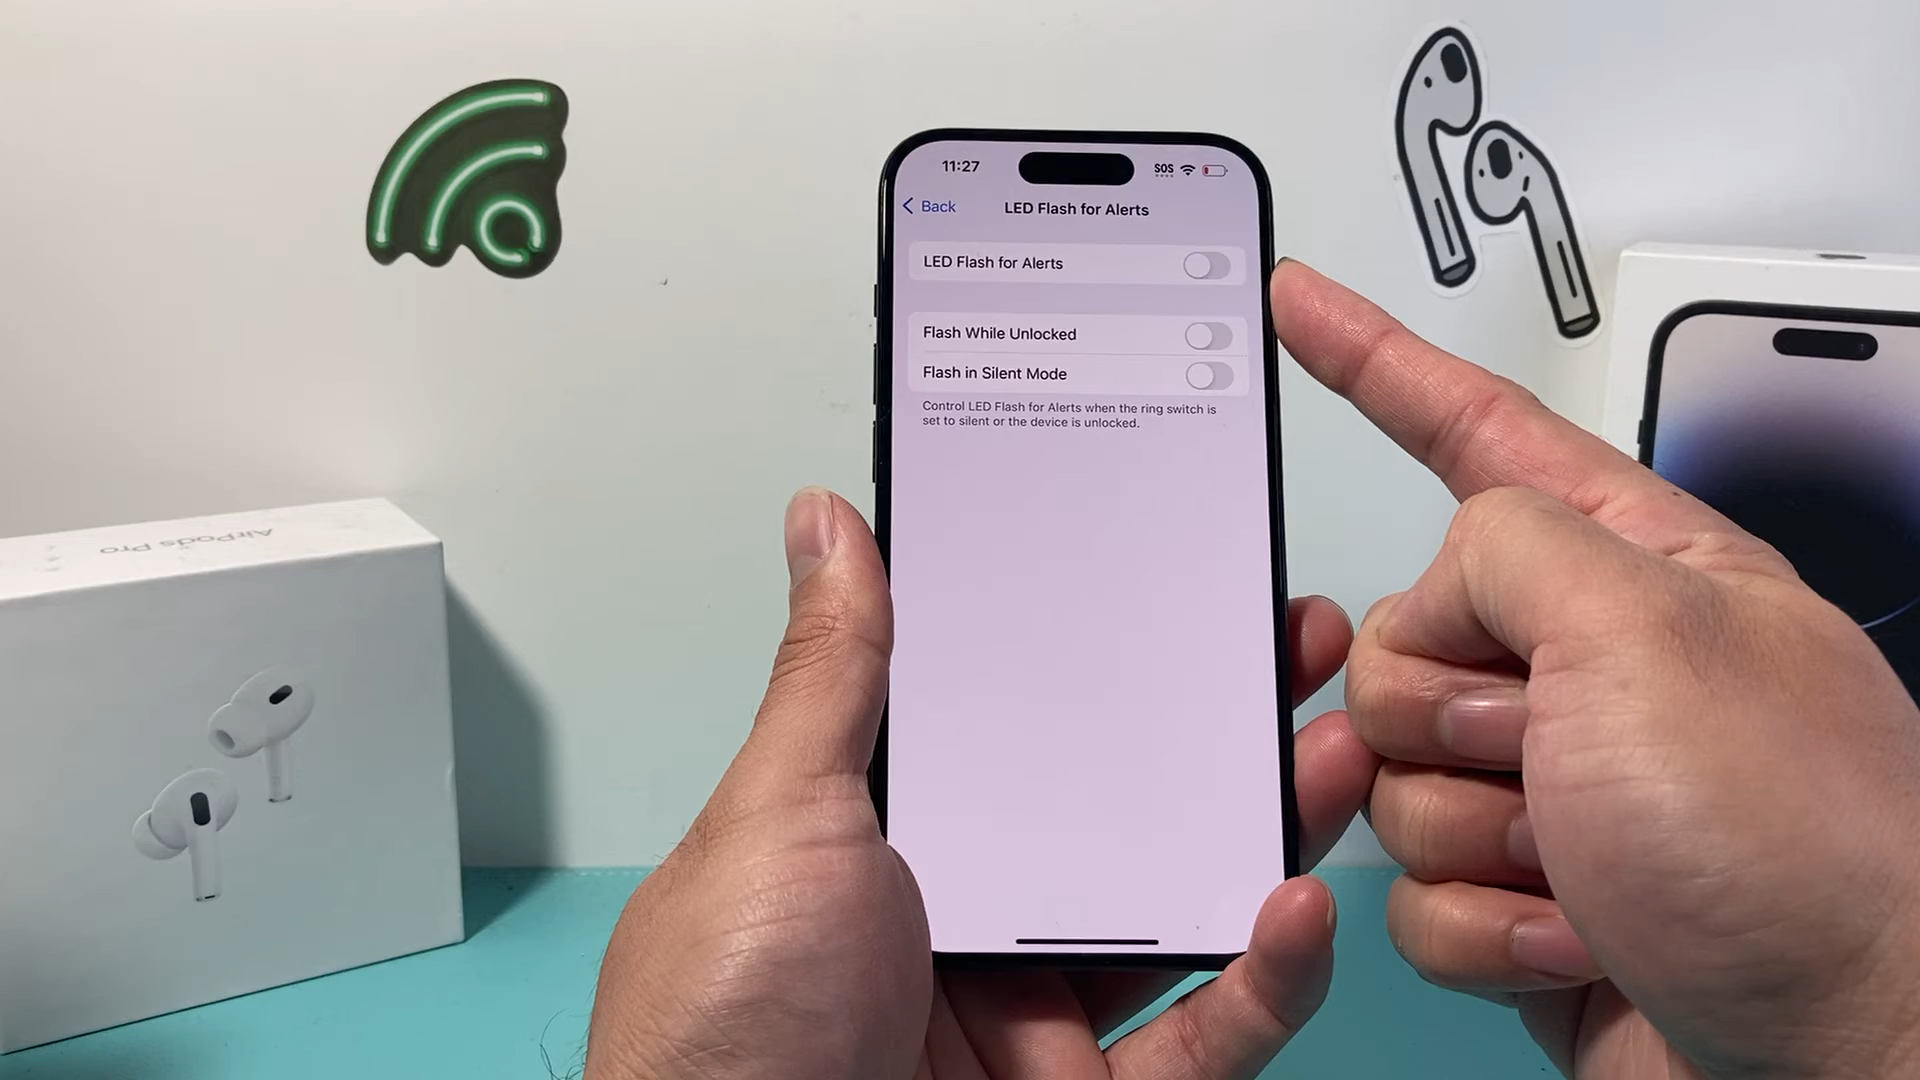 11:27
SOS
Back
LED Flash for Alerts
LED Flash for Alerts
Flash While Unlocked
Flash in Silent Mode
Control LED Flash for Alerts when the ring switch is
set to silent or the device is unlocked.
AirPods Pro